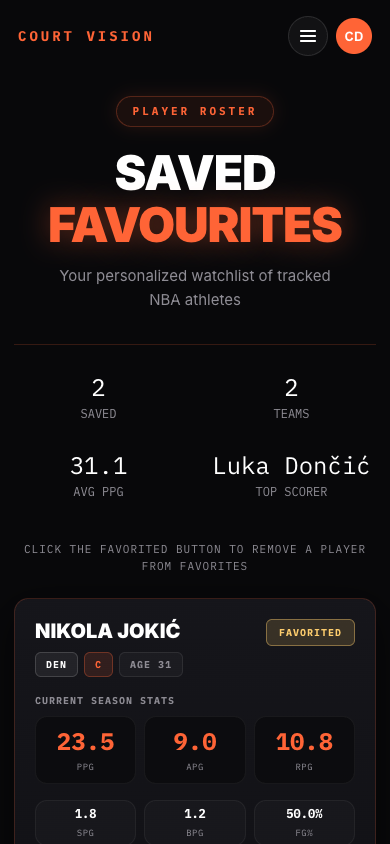 COURT VISION
CD
PLAYER ROSTER
SAVED
FAVOURITES
Your personalized watchlist of tracked
NBA athletes
2
SAVED
2
TEAMS
31.1
AVG PPG
Luka Dončić
TOP SCORER
CLICK THE FAVORITED BUTTON TO REMOVE A PLAYER
FROM FAVORITES
NIKOLA JOKIĆ
FAVORITED
DEN
C
AGE 31
CURRENT SEASON STATS
23.5
PPG
9.0
APG
10.8
RPG
1.8
SPG
1.2
BPG
50.0%
FG%